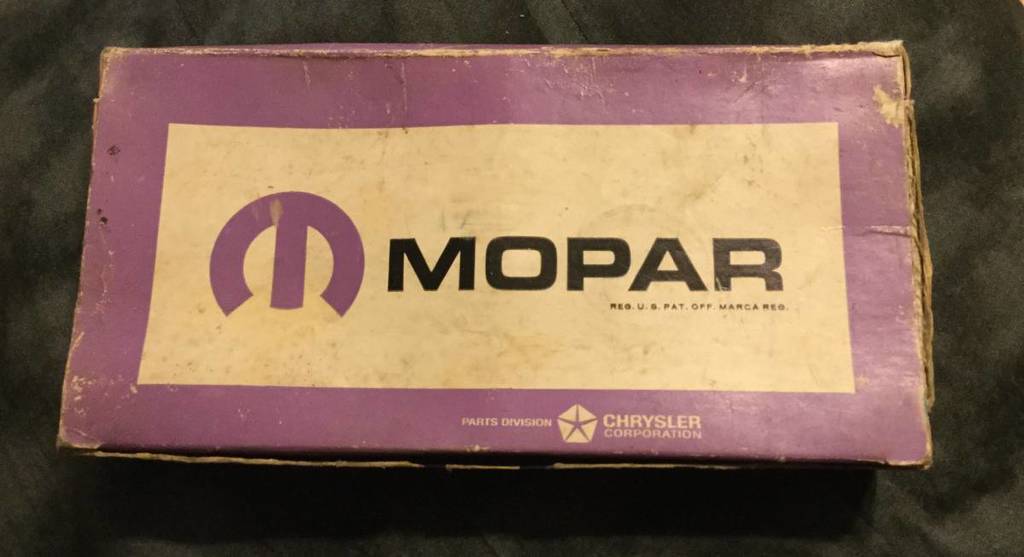 MOPAR
REG. U.S. PAT. OFF. MARCA REG.
PARTS DIVISION CHRYSLER
CORPORATION